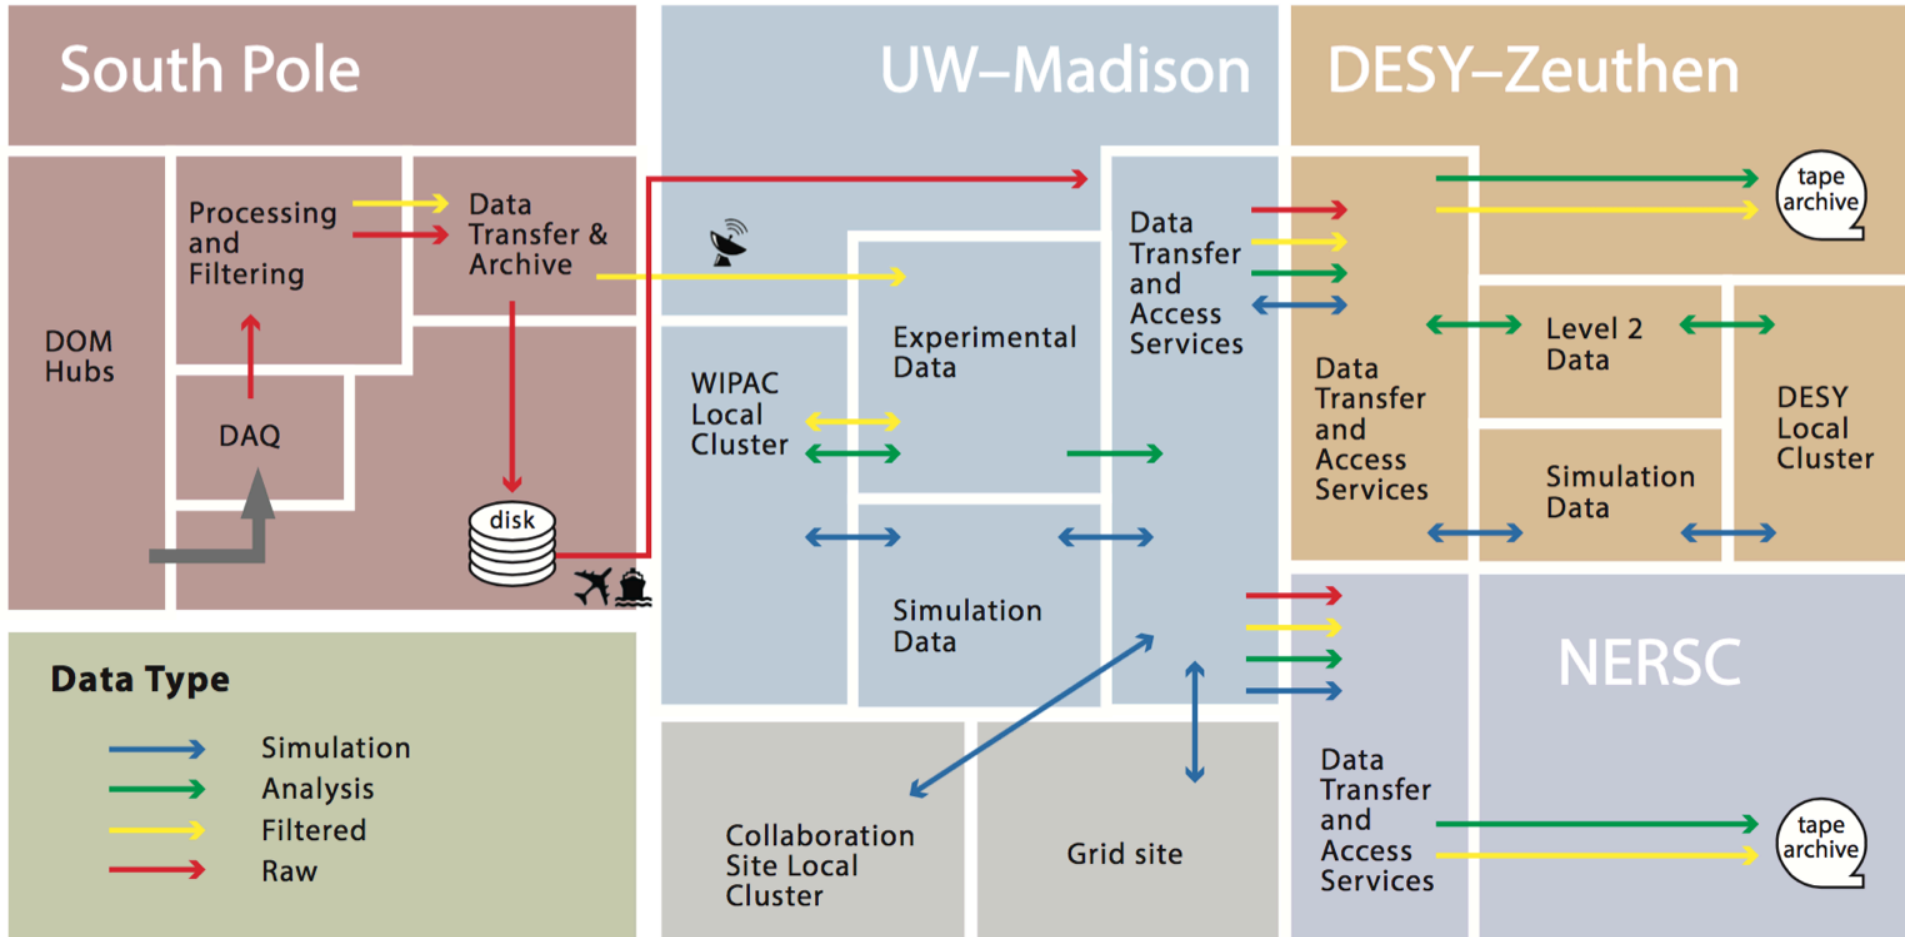 South Pole
UW–Madison
DESY–Zeuthen
DOM
Hubs
Processing
and
Filtering
Data
Transfer &
Archive
DAQ
disk
Data Type
Simulation
Analysis
Filtered
Raw
WIPAC
Local
Cluster
Experimental
Data
Simulation
Data
Data
Transfer
and
Access
Services
Collaboration
Site Local
Cluster
Grid site
Data
Transfer
and
Access
Services
tape
archive
Level 2
Data
Simulation
Data
DESY
Local
Cluster
NERSC
Data
Transfer
and
Access
Services
tape
archive